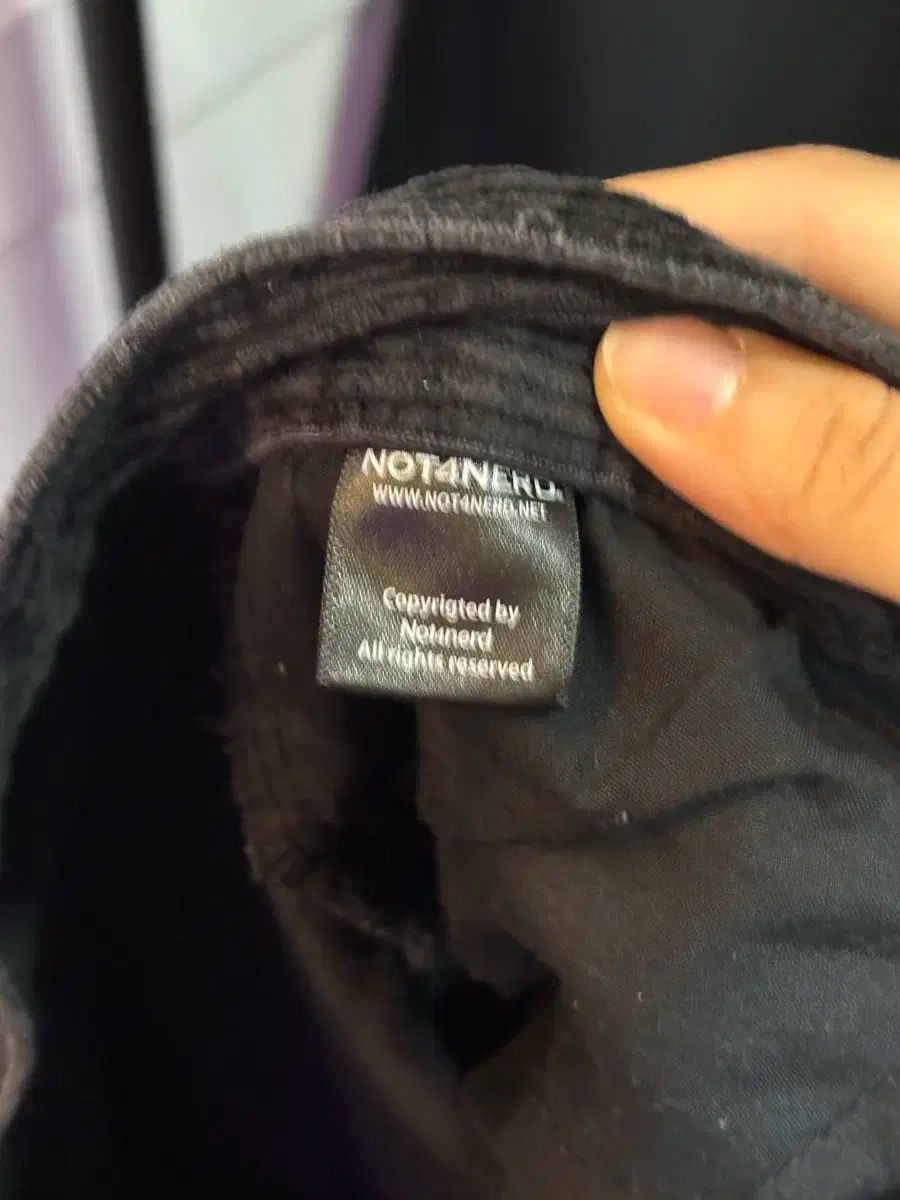 NOT4NERD.
WWW.NOT4NERD.NET
Copyrigted by
Not4nerd
All rights reserved